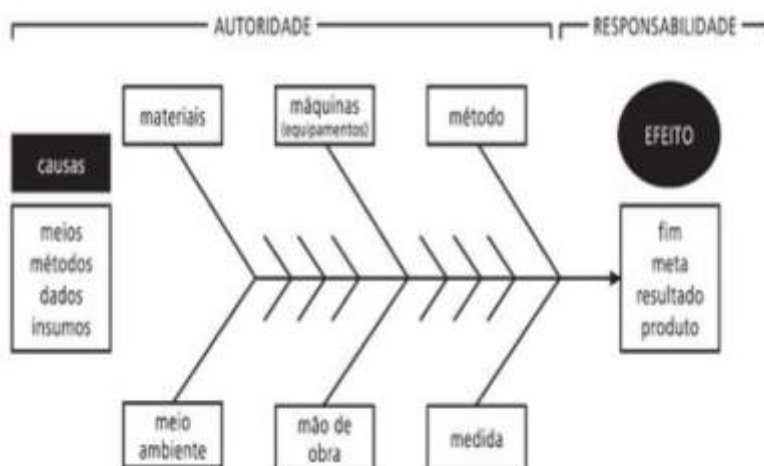 AUTORIDADE
RESPONSABILIDADE
materiais
máquinas
(equipamentos)
método
EFEITO
causas
meios
métodos
dados
insumos
fim
meta
resultado
produto
meio
ambiente
mão de
obra
medida